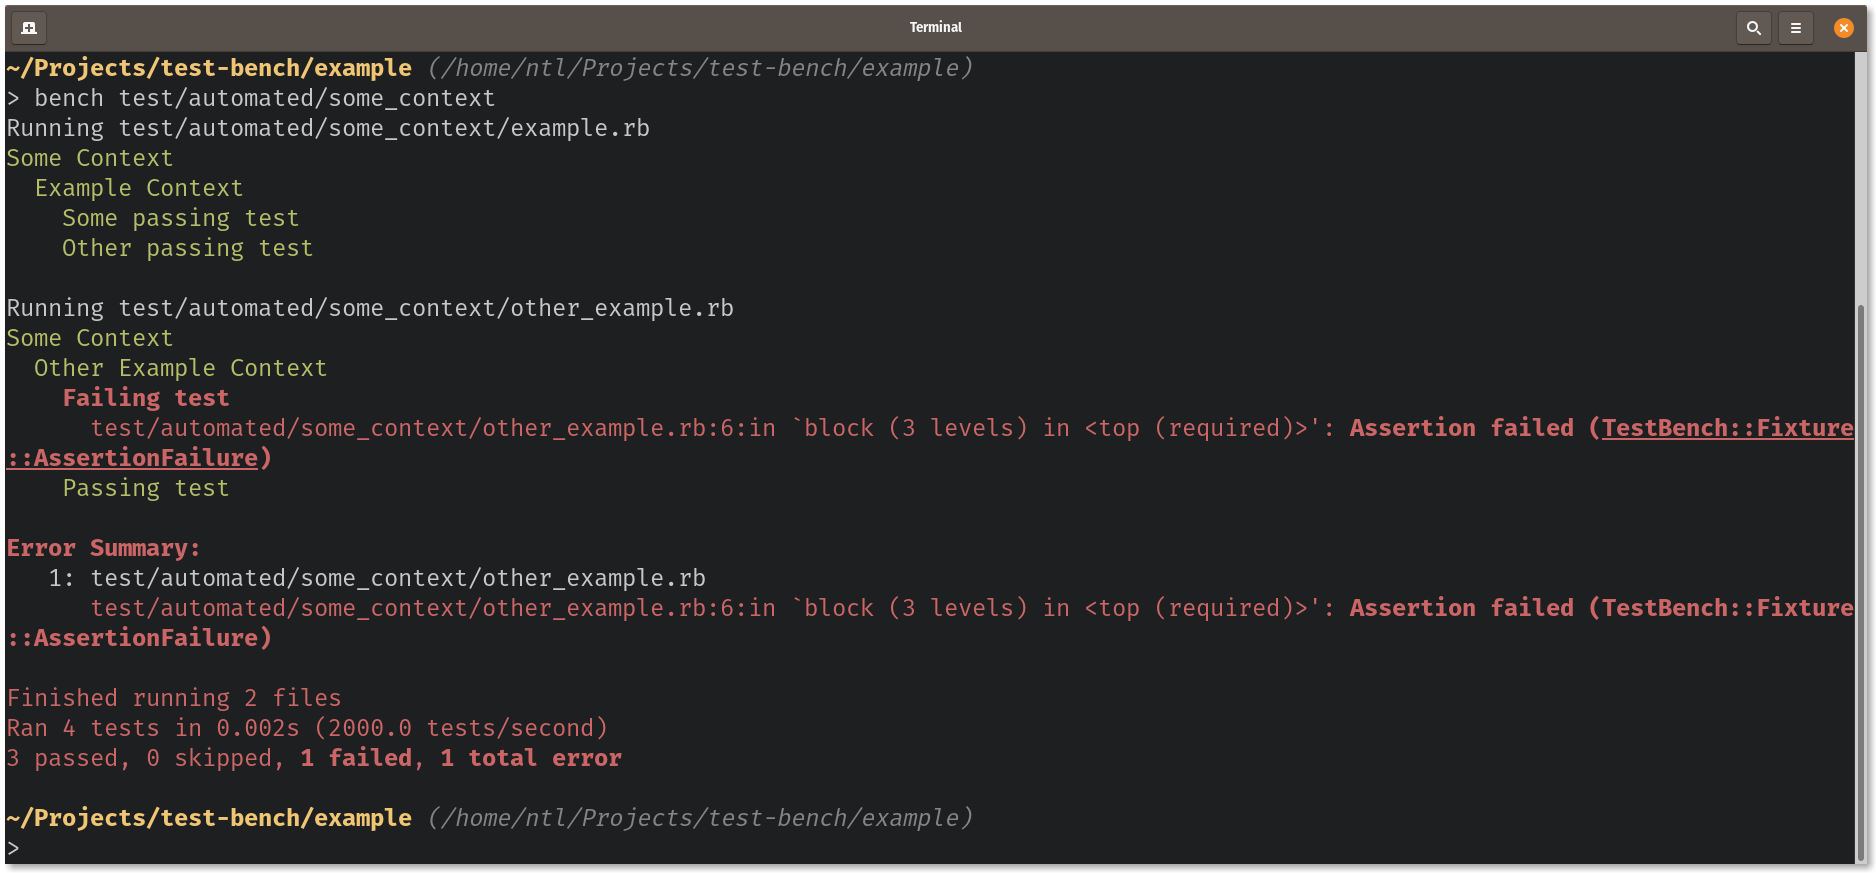 Terminal
~/Projects/test-bench/example (/home/ntl/Projects/test-bench/example)
> bench test/automated/some_context
Running test/automated/some_context/example.rb
Some Context
  Example Context
    Some passing test
    Other passing test

Running test/automated/some_context/other_example.rb
Some Context
  Other Example Context
    Failing test
      test/automated/some_context/other_example.rb:6:in `block (3 levels) in <top (required)>': Assertion failed (TestBench::Fixture
::AssertionFailure)
    Passing test

Error Summary:
   1: test/automated/some_context/other_example.rb
      test/automated/some_context/other_example.rb:6:in `block (3 levels) in <top (required)>': Assertion failed (TestBench::Fixture
::AssertionFailure)

Finished running 2 files
Ran 4 tests in 0.002s (2000.0 tests/second)
3 passed, 0 skipped, 1 failed, 1 total error

~/Projects/test-bench/example (/home/ntl/Projects/test-bench/example)
>